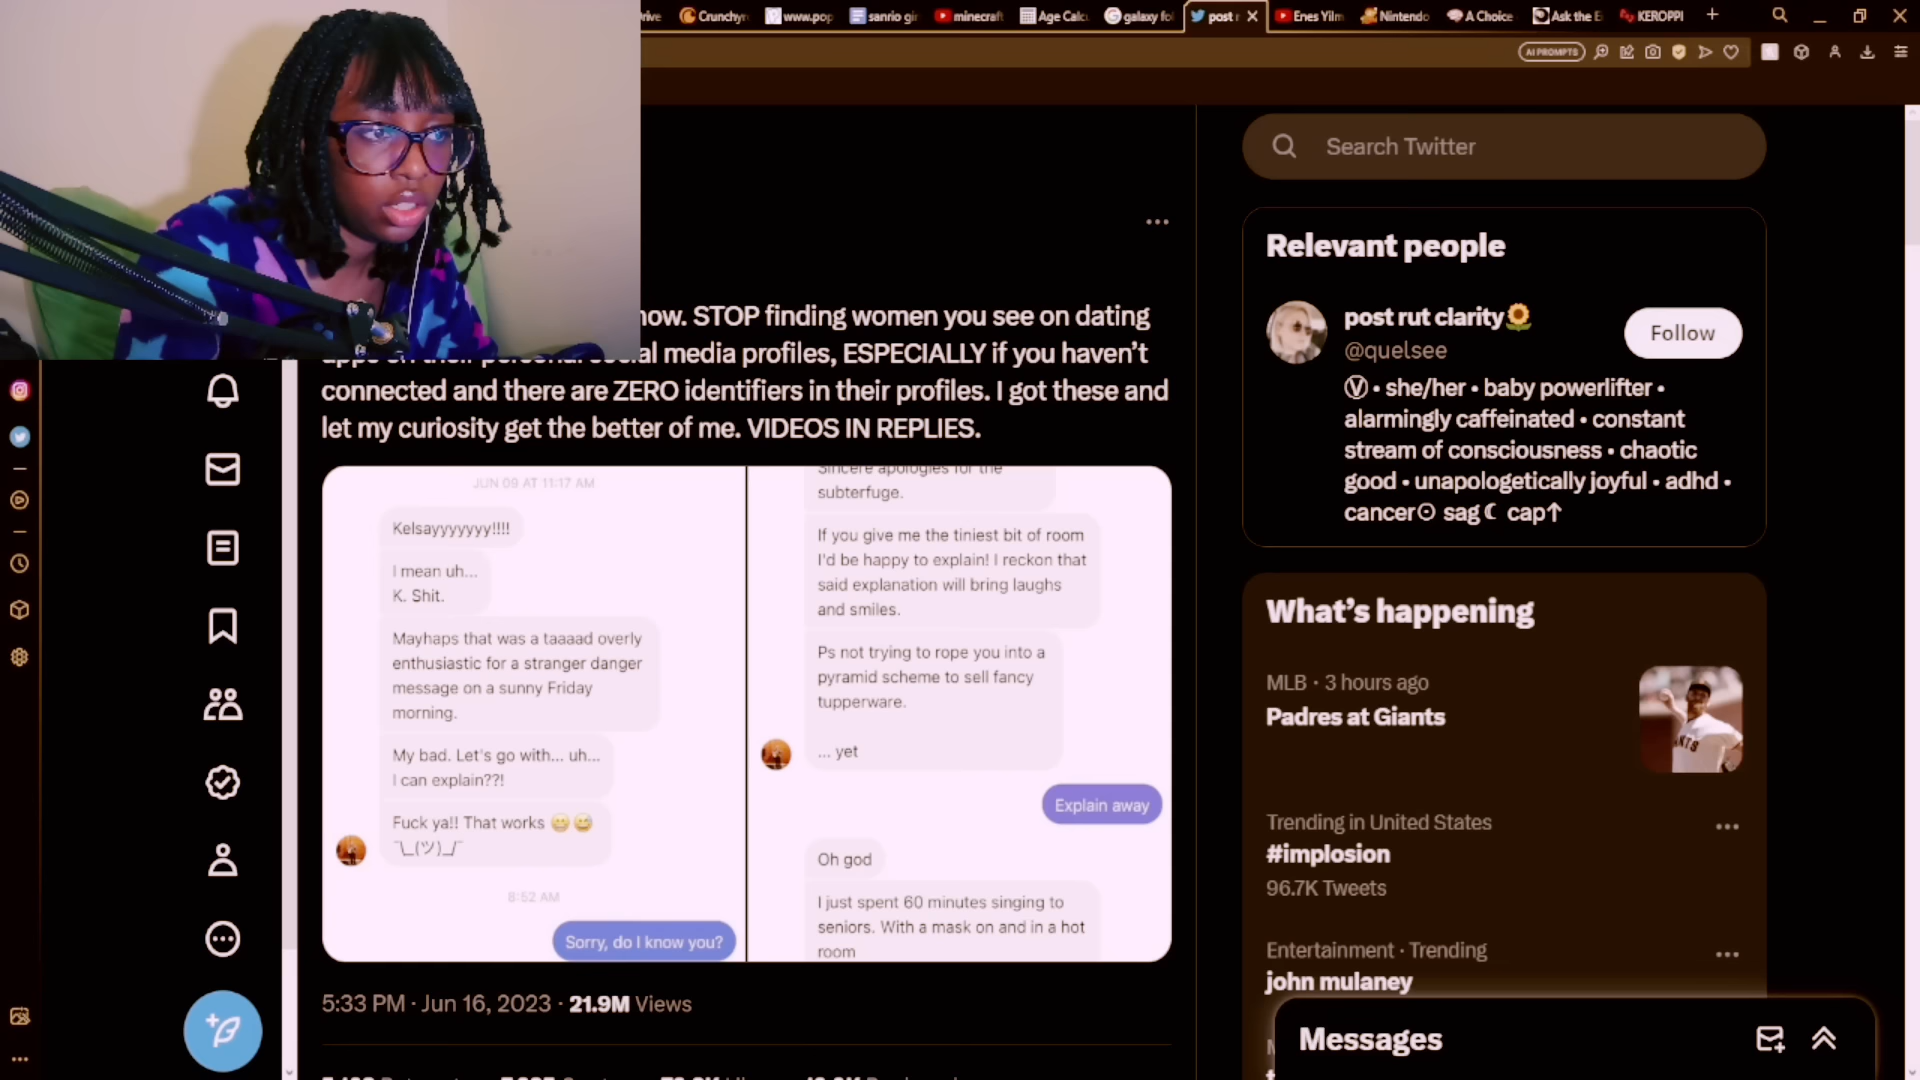 rive
Crunchyr
www.pop
sanrio gir
minecraft
Age Calc
galaxy fo
post r
Enes Yilm
Nintendo
A Choice
Ask the E
KEROPPI
AI PROMPTS
Search Twitter
Relevant people
post rut clarity🌻
@quelsee
Follow
Ⓥ • she/her • baby powerlifter •
alarmingly caffeinated • constant
stream of consciousness • chaotic
good • unapologetically joyful • adhd •
cancer☉ sag☾ cap↑
now. STOP finding women you see on dating
media profiles, ESPECIALLY if you haven't
connected and there are ZERO identifiers in their profiles. I got these and
let my curiosity get the better of me. VIDEOS IN REPLIES.
JUN 09 AT 11:17 AM
Kelsayyyyyyy!!!!
I mean uh...
K. Shit.
Mayhaps that was a taaaad overly
enthusiastic for a stranger danger
message on a sunny Friday
morning.
My bad. Let's go with... uh...
I can explain??!
Fuck ya!! That works 😁😅
¯\_(ツ)_/¯
8:52 AM
Sorry, do I know you?
Sincere apologies for the
subterfuge.
If you give me the tiniest bit of room
I'd be happy to explain! I reckon that
said explanation will bring laughs
and smiles.
Ps not trying to rope you into a
pyramid scheme to sell fancy
tupperware.
... yet
Explain away
Oh god
I just spent 60 minutes singing to
seniors. With a mask on and in a hot
room
5:33 PM · Jun 16, 2023 · 21.9M Views
What's happening
MLB · 3 hours ago
Padres at Giants
Trending in United States
#implosion
96.7K Tweets
Entertainment · Trending
john mulaney
Messages